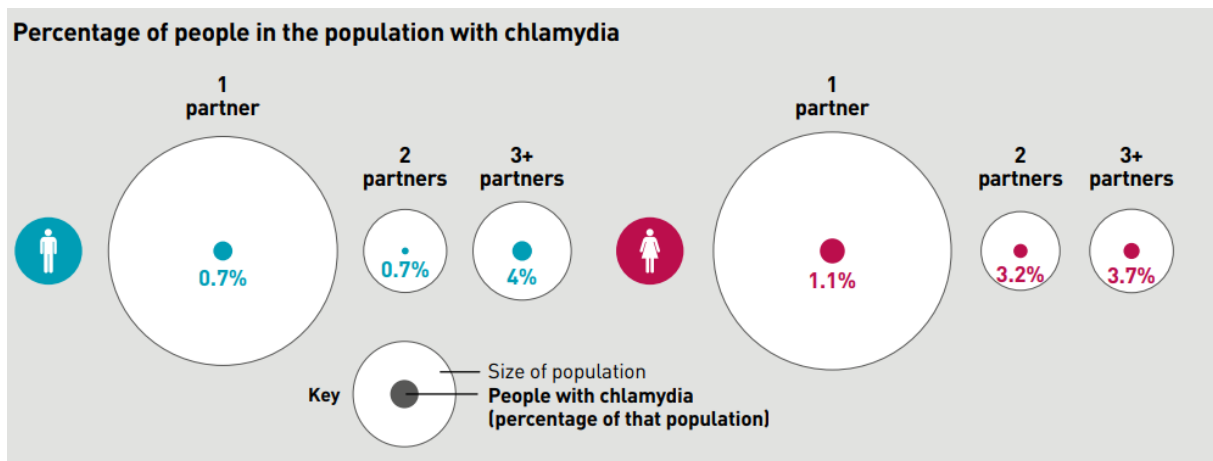 Percentage of people in the population with chlamydia
1
partner
2
partners
3+
partners
0.7%
0.7%
4%
1
partner
2
partners
3+
partners
1.1%
3.2%
3.7%
Key
Size of population
People with chlamydia
(percentage of that population)